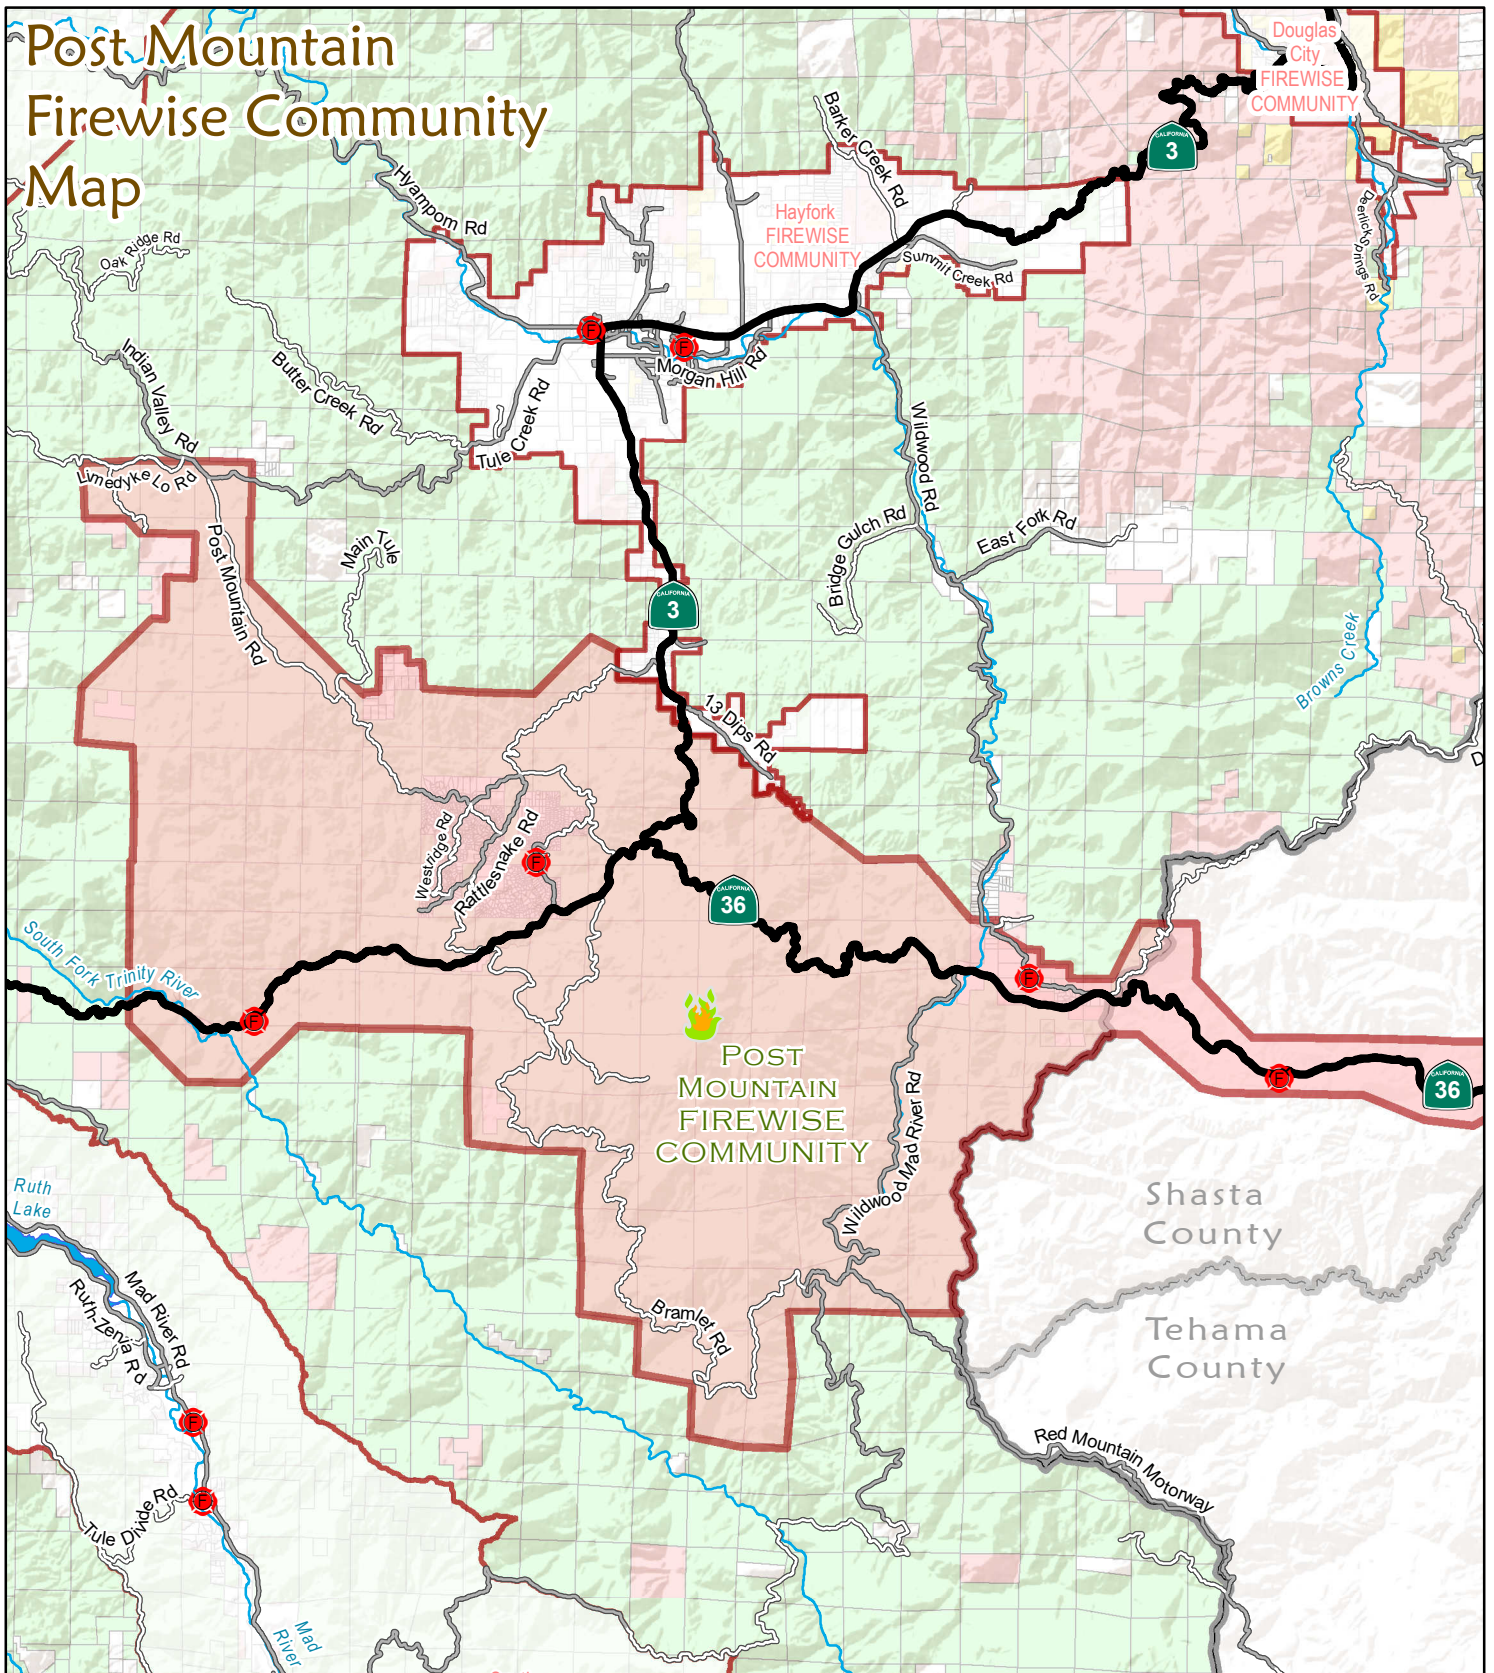 Post Mountain
Firewise Community
Map
Douglas
City
FIREWISE
COMMUNITY
CALIFORNIA
3
Barker Creek Rd
Hyampom Rd
Hayfork
FIREWISE
COMMUNITY
Deerlick Springs Rd
Oak Ridge Rd
Summit Creek Rd
F
F
Morgan Hill Rd
Indian Valley Rd
Butter Creek Rd
Tule Creek Rd
Wildwood Rd
Limedyke Lo Rd
Post Mountain Rd
Main Tule
Bridge Gulch Rd
East Fork Rd
CALIFORNIA
3
Browns Creek
13 Dips Rd
D
Westridge Rd
Rattlesnake Rd
F
CALIFORNIA
36
South Fork Trinity River
F
F
Post
Mountain
FIREWISE
COMMUNITY
F
CALIFORNIA
36
Wildwood Mad River Rd
Ruth
Lake
Shasta
County
Mad River Rd
Ruth-Zervia Rd
Bramlet Rd
Tehama
County
F
Red Mountain Motorway
F
Tule Divide Rd
Mad
River